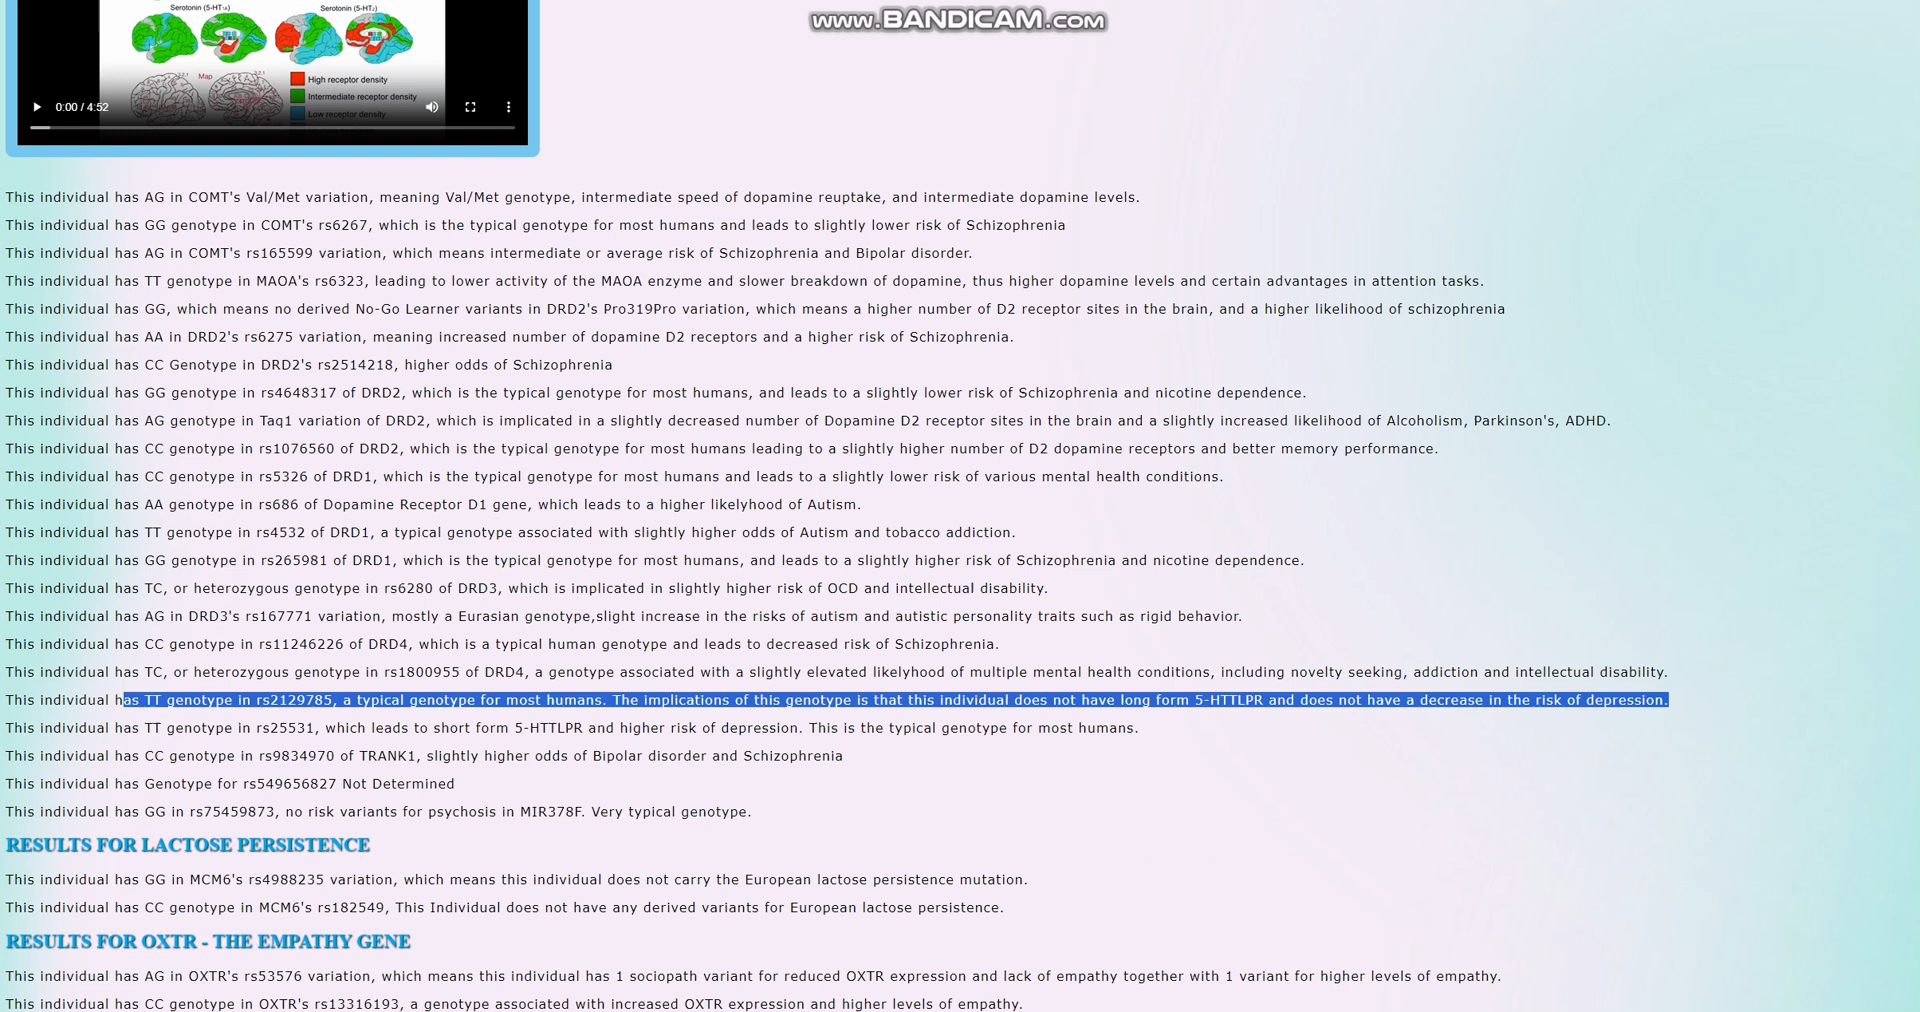 www.BANDICAM.com
Serotonin (5-HT1A) Serotonin (5-HT2)
Map
High receptor density
Intermediate receptor density
Low receptor density
0:00 / 4:52
This individual has AG in COMT's Val/Met variation, meaning Val/Met genotype, intermediate speed of dopamine reuptake, and intermediate dopamine levels.
This individual has GG genotype in COMT's rs6267, which is the typical genotype for most humans and leads to slightly lower risk of Schizophrenia
This individual has AG in COMT's rs165599 variation, which means intermediate or average risk of Schizophrenia and Bipolar disorder.
This individual has TT genotype in MAOA's rs6323, leading to lower activity of the MAOA enzyme and slower breakdown of dopamine, thus higher dopamine levels and certain advantages in attention tasks.
This individual has GG, which means no derived No-Go Learner variants in DRD2's Pro319Pro variation, which means a higher number of D2 receptor sites in the brain, and a higher likelihood of schizophrenia
This individual has AA in DRD2's rs6275 variation, meaning increased number of dopamine D2 receptors and a higher risk of Schizophrenia.
This individual has CC Genotype in DRD2's rs2514218, higher odds of Schizophrenia
This individual has GG genotype in rs4648317 of DRD2, which is the typical genotype for most humans, and leads to a slightly lower risk of Schizophrenia and nicotine dependence.
This individual has AG genotype in Taq1 variation of DRD2, which is implicated in a slightly decreased number of Dopamine D2 receptor sites in the brain and a slightly increased likelihood of Alcoholism, Parkinson's, ADHD.
This individual has CC genotype in rs1076560 of DRD2, which is the typical genotype for most humans leading to a slightly higher number of D2 dopamine receptors and better memory performance.
This individual has CC genotype in rs5326 of DRD1, which is the typical genotype for most humans and leads to a slightly lower risk of various mental health conditions.
This individual has AA genotype in rs686 of Dopamine Receptor D1 gene, which leads to a higher likelyhood of Autism.
This individual has TT genotype in rs4532 of DRD1, a typical genotype associated with slightly higher odds of Autism and tobacco addiction.
This individual has GG genotype in rs265981 of DRD1, which is the typical genotype for most humans, and leads to a slightly higher risk of Schizophrenia and nicotine dependence.
This individual has TC, or heterozygous genotype in rs6280 of DRD3, which is implicated in slightly higher risk of OCD and intellectual disability.
This individual has AG in DRD3's rs167771 variation, mostly a Eurasian genotype,slight increase in the risks of autism and autistic personality traits such as rigid behavior.
This individual has CC genotype in rs11246226 of DRD4, which is a typical human genotype and leads to decreased risk of Schizophrenia.
This individual has TC, or heterozygous genotype in rs1800955 of DRD4, a genotype associated with a slightly elevated likelyhood of multiple mental health conditions, including novelty seeking, addiction and intellectual disability.
This individual has TT genotype in rs2129785, a typical genotype for most humans. The implications of this genotype is that this individual does not have long form 5-HTTLPR and does not have a decrease in the risk of depression.
This individual has TT genotype in rs25531, which leads to short form 5-HTTLPR and higher risk of depression. This is the typical genotype for most humans.
This individual has CC genotype in rs9834970 of TRANK1, slightly higher odds of Bipolar disorder and Schizophrenia
This individual has Genotype for rs549656827 Not Determined
This individual has GG in rs75459873, no risk variants for psychosis in MIR378F. Very typical genotype.
RESULTS FOR LACTOSE PERSISTENCE
This individual has GG in MCM6's rs4988235 variation, which means this individual does not carry the European lactose persistence mutation.
This individual has CC genotype in MCM6's rs182549, This Individual does not have any derived variants for European lactose persistence.
RESULTS FOR OXTR - THE EMPATHY GENE
This individual has AG in OXTR's rs53576 variation, which means this individual has 1 sociopath variant for reduced OXTR expression and lack of empathy together with 1 variant for higher levels of empathy.
This individual has CC genotype in OXTR's rs13316193, a genotype associated with increased OXTR expression and higher levels of empathy.